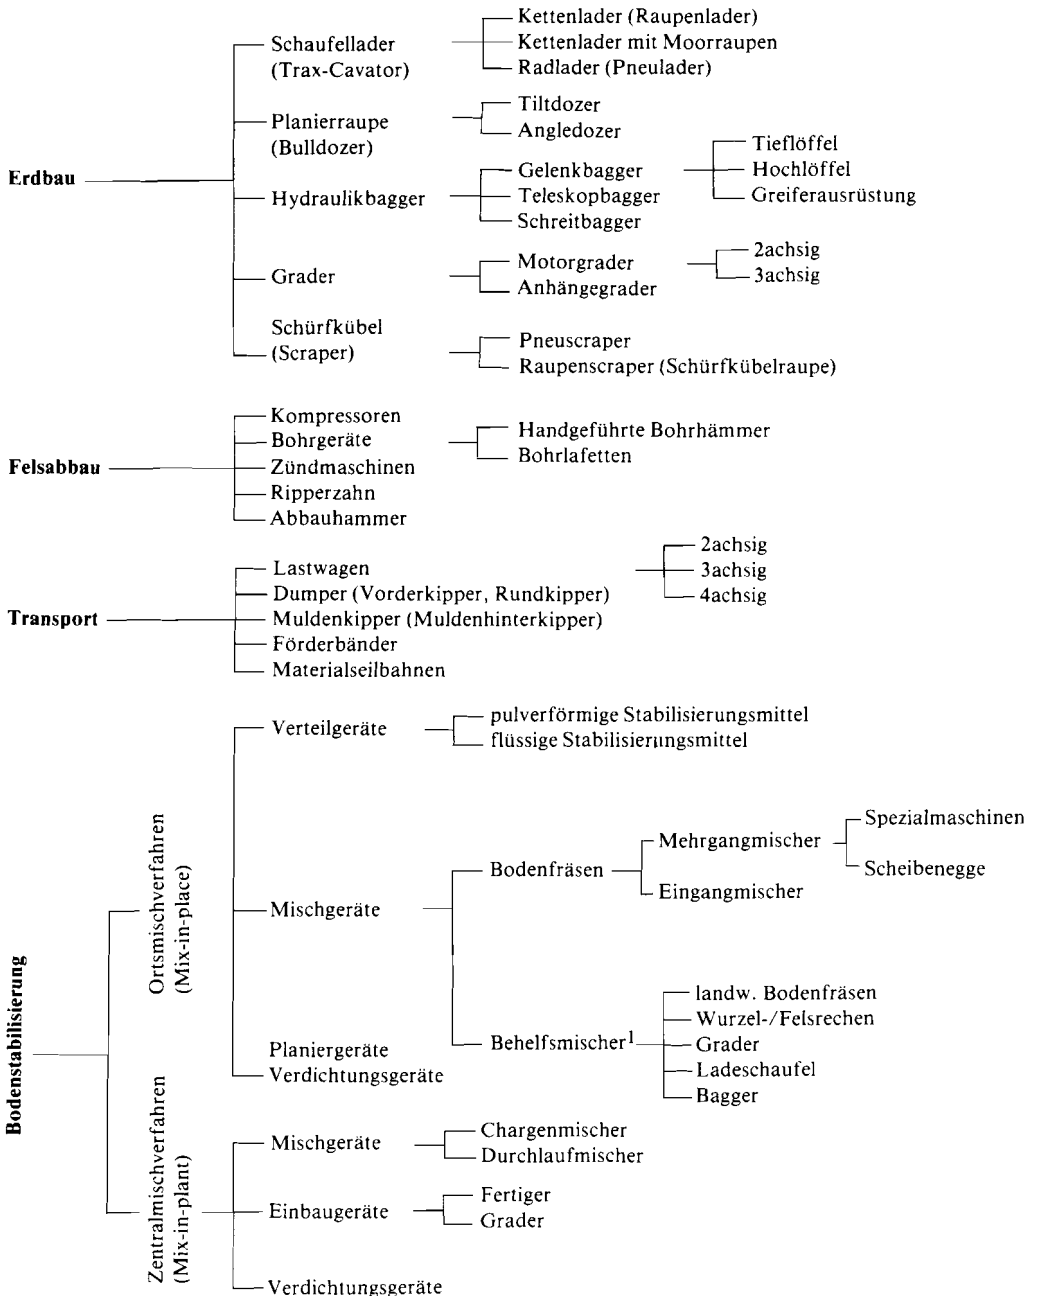 Erdbau
Schaufellader
(Trax-Cavator)
Kettenlader (Raupenlader)
Kettenlader mit Moorraupen
Radlader (Pneulader)
Planierraupe
(Bulldozer)
Tiltdozer
Angledozer
Hydraulikbagger
Gelenkbagger
Teleskopbagger
Schreitbagger
Tieflöffel
Hochlöffel
Greiferausrüstung
Grader
Motorgrader
Anhängegrader
2achsig
3achsig
Schürfkübel
(Scraper)
Pneuscraper
Raupenscraper (Schürfkübelraupe)
Felsabbau
Kompressoren
Bohrgeräte
Zündmaschinen
Ripperzahn
Abbauhammer
Handgeführte Bohrhämmer
Bohrlafetten
Transport
Lastwagen
Dumper (Vorderkipper, Rundkipper)
Muldenkipper (Muldenhinterkipper)
Förderbänder
Materialseilbahnen
2achsig
3achsig
4achsig
Bodenstabilisierung
Ortsmischverfahren
(Mix-in-place)
Verteilgeräte
pulverförmige Stabilisierungsmittel
flüssige Stabilisierungsmittel
Mischgeräte
Bodenfräsen
Mehrgangmischer
Spezialmaschinen
Scheibenegge
Eingangmischer
Behelfsmischer¹
landw. Bodenfräsen
Wurzel-/Felsrechen
Grader
Ladeschaufel
Bagger
Planiergeräte
Verdichtungsgeräte
Zentralmischverfahren
(Mix-in-plant)
Mischgeräte
Chargenmischer
Durchlaufmischer
Einbaugeräte
Fertiger
Grader
Verdichtungsgeräte